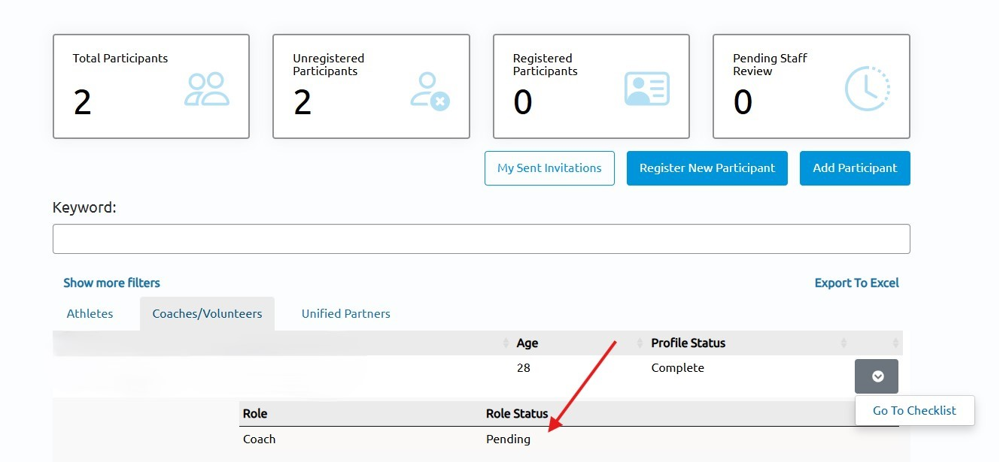 Total Participants
2
Unregistered
Participants
2
Registered
Participants
0
Pending Staff
Review
0
My Sent Invitations
Register New Participant
Add Participant
Keyword:
Show more filters
Export To Excel
Athletes
Coaches/Volunteers
Unified Partners
Age
Profile Status
28
Complete
Go To Checklist
Role
Role Status
Coach
Pending